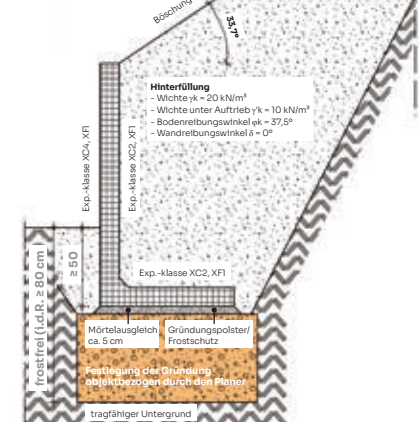 Böschung
33,7°
Hinterfüllung
- Wichte γk = 20 kN/m³
- Wichte unter Auftrieb γ'k = 10 kN/m³
- Bodenreibungswinkel φk = 37,5°
- Wandreibungswinkel δ = 0°
Exp.-klasse XC4, XF1
Exp.-klasse XC2, XF1
Exp.-klasse XC2, XF1
frostfrei (i.d.R. ≥ 80 cm)
≥ 50
Mörtelausgleich
ca. 5 cm
Gründungspolster/
Frostschutz
Festlegung der Gründung
objektbezogen durch den Planer
tragfähiger Untergrund